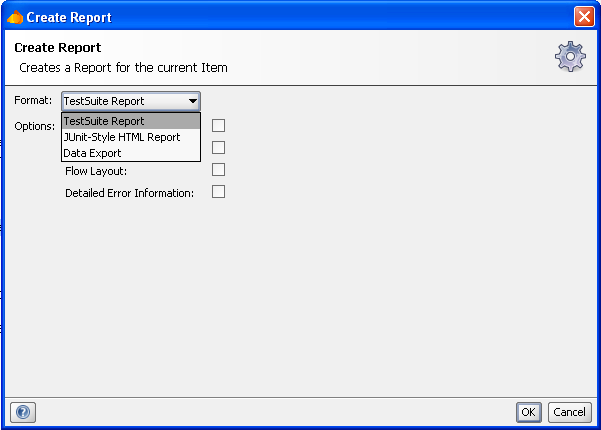 Create Report
Create Report
Creates a Report for the current Item
Format: TestSuite Report
Options:
TestSuite Report
JUnit-Style HTML Report
Data Export
Flow Layout:
Detailed Error Information:
OK Cancel